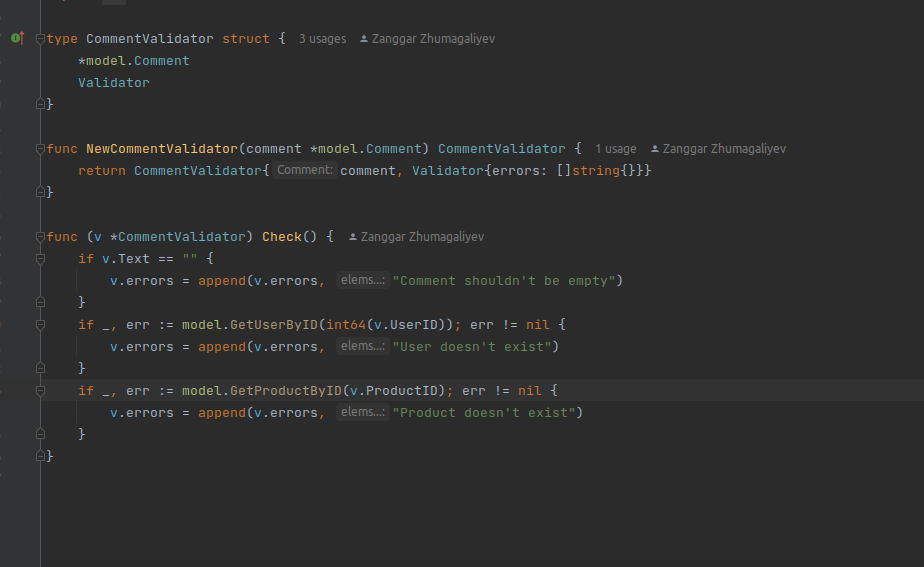 type CommentValidator struct { 3 usages Zanggar Zhumagaliyev
*model.Comment
Validator
}
func NewCommentValidator(comment *model.Comment) CommentValidator { 1 usage Zanggar Zhumagaliyev
return CommentValidator{ Comment: comment, Validator{errors: []string{}}}
}
func (v *CommentValidator) Check() { Zanggar Zhumagaliyev
if v.Text == "" {
v.errors = append(v.errors, elems...: "Comment shouldn't be empty")
}
if _, err := model.GetUserByID(int64(v.UserID)); err != nil {
v.errors = append(v.errors, elems...: "User doesn't exist")
}
if _, err := model.GetProductByID(v.ProductID); err != nil {
v.errors = append(v.errors, elems...: "Product doesn't exist")
}
}